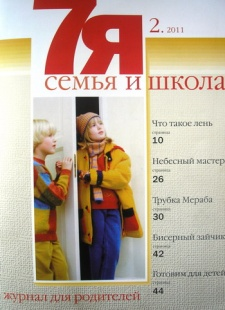 7я
2. 2011
семья и школа
Что такое лень
страница
10
Небесный мастер
страница
26
Трубка Мераба
страница
30
Бисерный зайчик
страница
42
Готовим для детей
страница
44
журнал для родителей